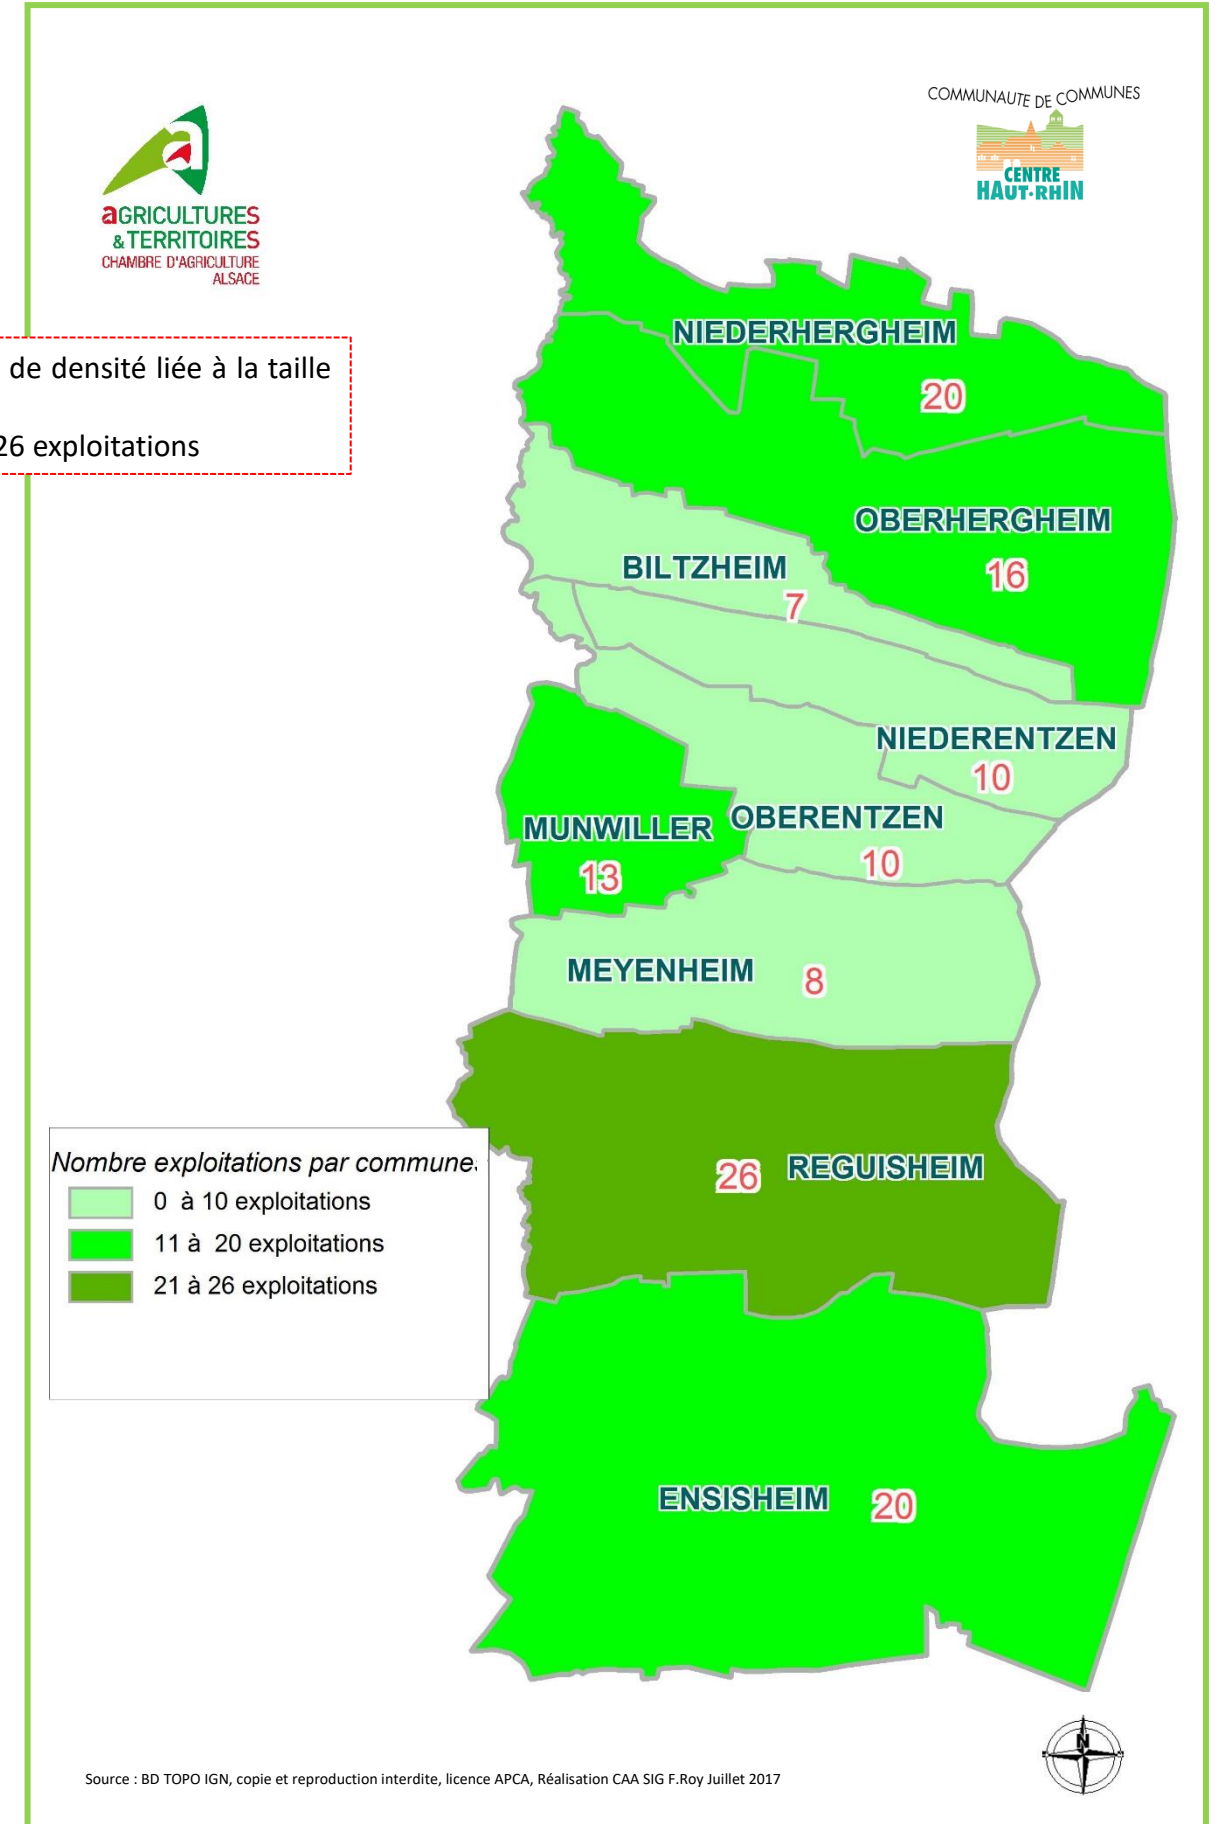 COMMUNAUTE DE COMMUNES
CENTRE
HAUT-RHIN
a
aGRICULTURES
& TERRITOIRES
CHAMBRE D'AGRICULTURE
ALSACE
de densité liée à la taille
26 exploitations
NIEDERHERGHEIM
20
OBERHERGHEIM
16
BILTZHEIM
7
NIEDERENTZEN
10
MUNWILLER
13
OBERENTZEN
10
MEYENHEIM
8
26
REGUISHEIM
Nombre exploitations par commune
0 à 10 exploitations
11 à 20 exploitations
21 à 26 exploitations
ENSISHEIM
20
N
Source : BD TOPO IGN, copie et reproduction interdite, licence APCA, Réalisation CAA SIG F.Roy Juillet 2017